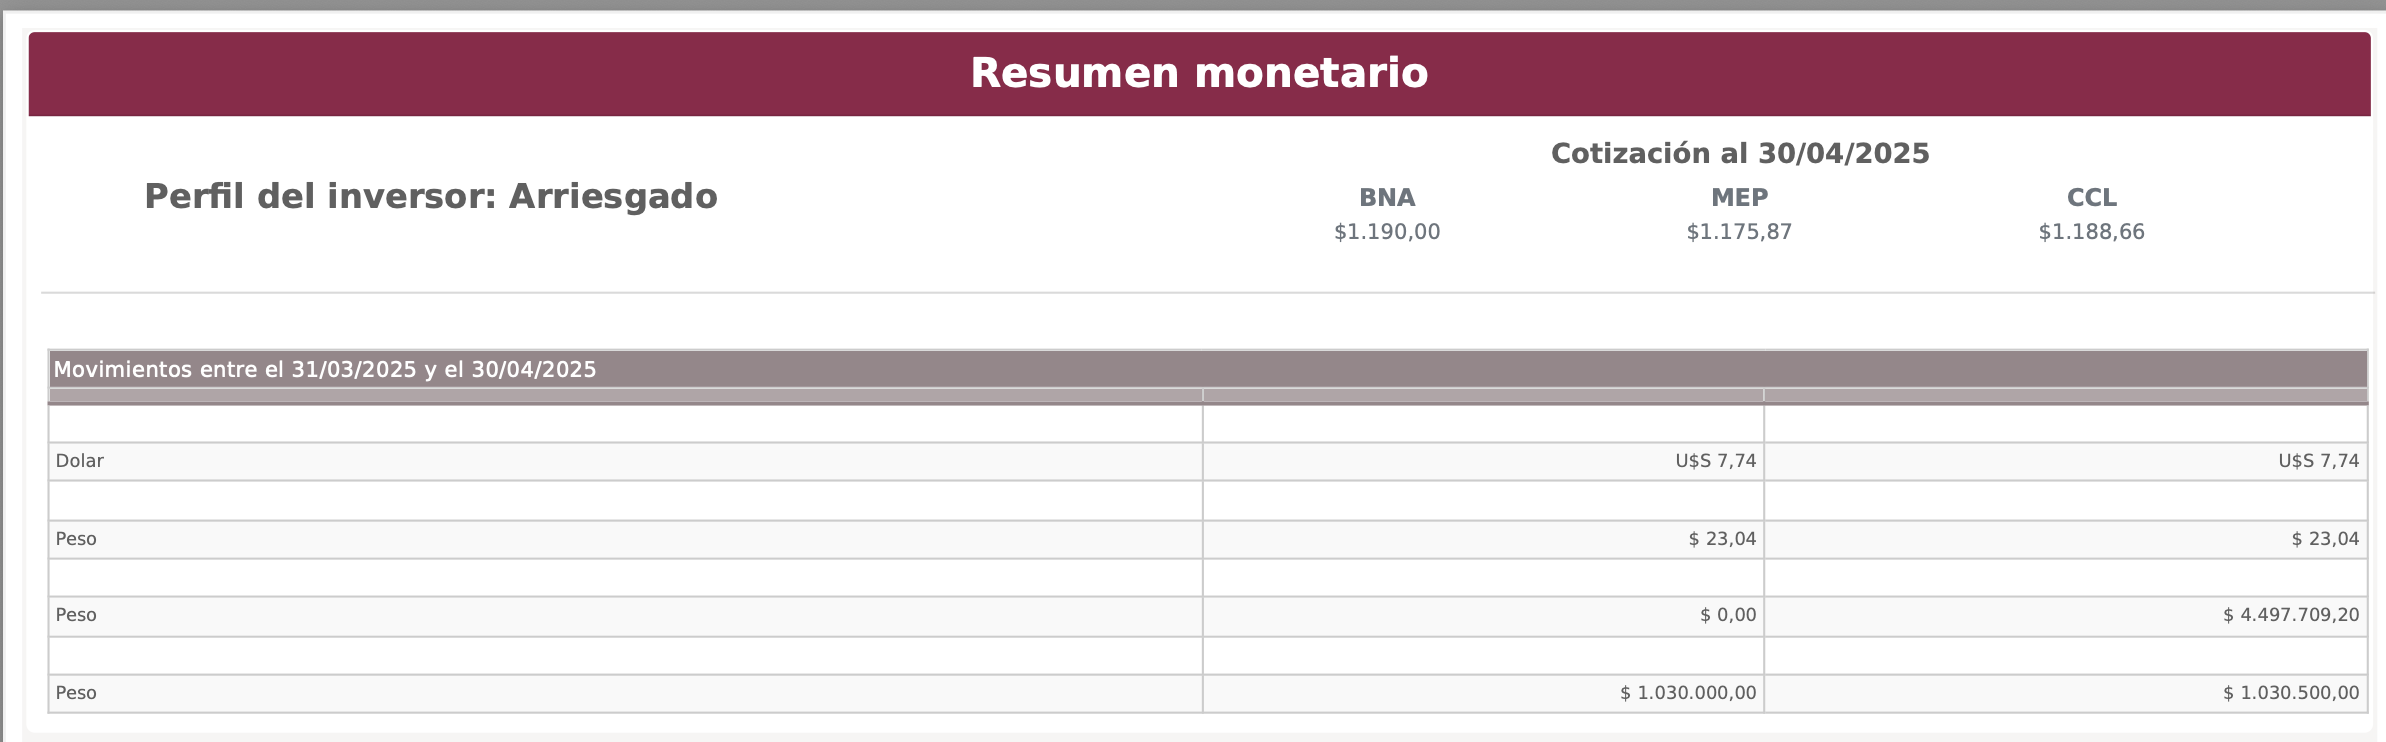 Resumen monetario
Perfil del inversor: Arriesgado
Cotización al 30/04/2025
BNA MEP CCL
$1.190,00 $1.175,87 $1.188,66
Movimientos entre el 31/03/2025 y el 30/04/2025
Dolar U$S 7,74 U$S 7,74
Peso $ 23,04 $ 23,04
Peso $ 0,00 $ 4.497.709,20
Peso $ 1.030.000,00 $ 1.030.500,00